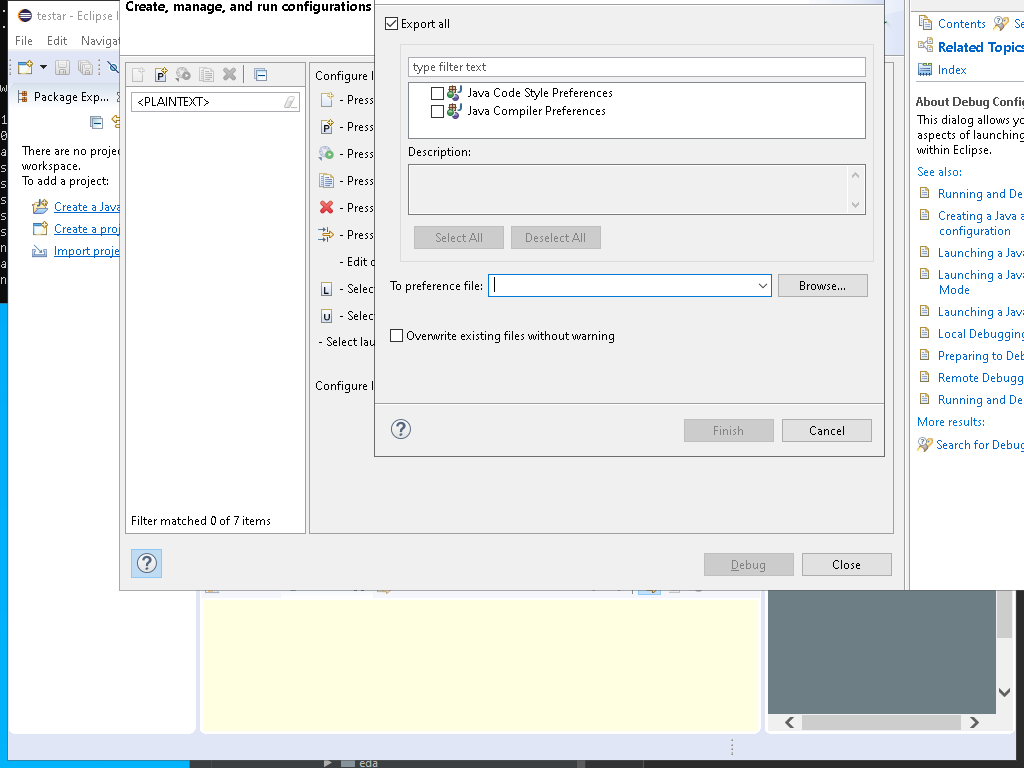 testar - Eclipse I
Create, manage, and run configurations
File Edit Navigat
Package Exp...
There are no proje
workspace.
To add a project:
Create a Java
Create a proj
Import proje
<PLAINTEXT>
Filter matched 0 of 7 items
Configure l
- Press
- Press
- Press
- Press
- Press
- Press
- Edit o
- Selec
- Selec
- Select lau
Configure l
Export all
type filter text
Java Code Style Preferences
Java Compiler Preferences
Description:
Select All Deselect All
To preference file: Browse...
Overwrite existing files without warning
Finish Cancel
Debug Close
Contents Se
Related Topics
Index
About Debug Config
This dialog allows yo
aspects of launching
within Eclipse.
See also:
Running and De
Creating a Java a
configuration
Launching a Java
Launching a Java
Mode
Launching a Java
Local Debugging
Preparing to Deb
Remote Debugg
Running and De
More results:
Search for Debug
eda